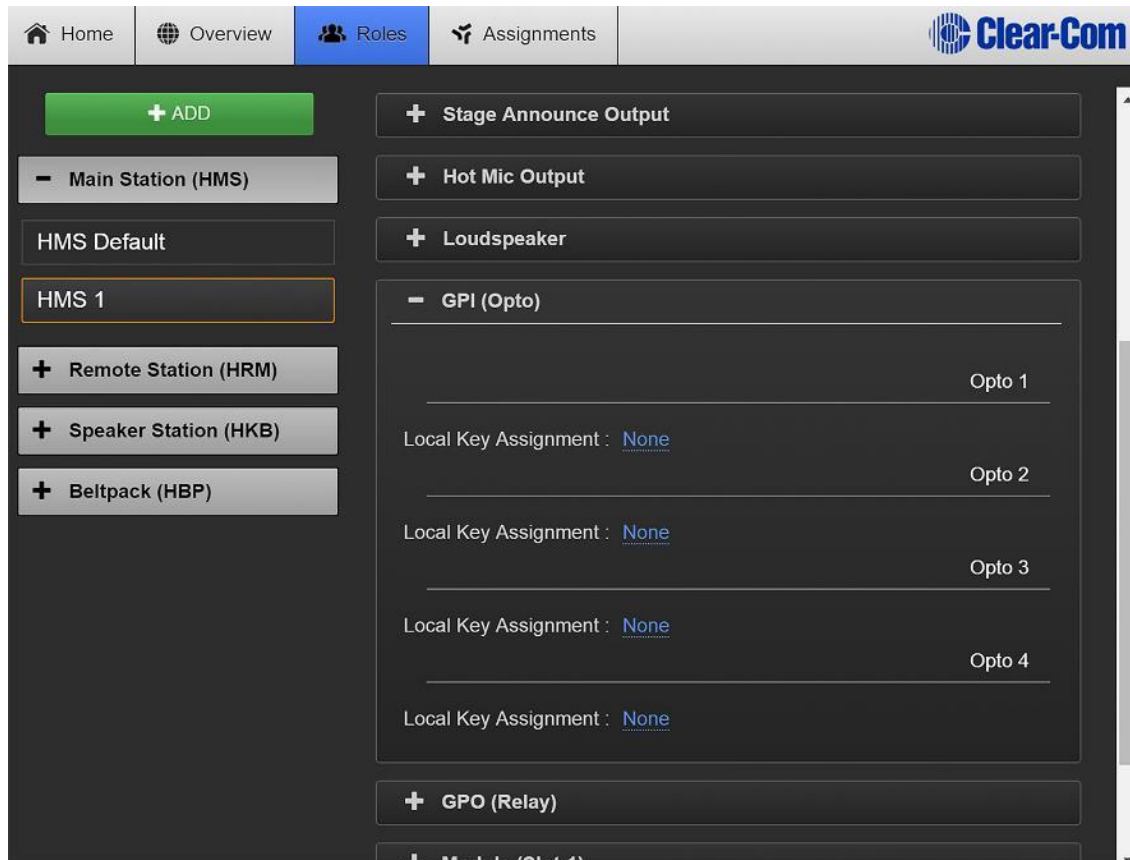 Home
Overview
Roles
Assignments
Clear-Com
+ ADD
− Main Station (HMS)
HMS Default
HMS 1
+ Remote Station (HRM)
+ Speaker Station (HKB)
+ Beltpack (HBP)
+ Stage Announce Output
+ Hot Mic Output
+ Loudspeaker
− GPI (Opto)
Opto 1
Local Key Assignment : None
Opto 2
Local Key Assignment : None
Opto 3
Local Key Assignment : None
Opto 4
Local Key Assignment : None
+ GPO (Relay)